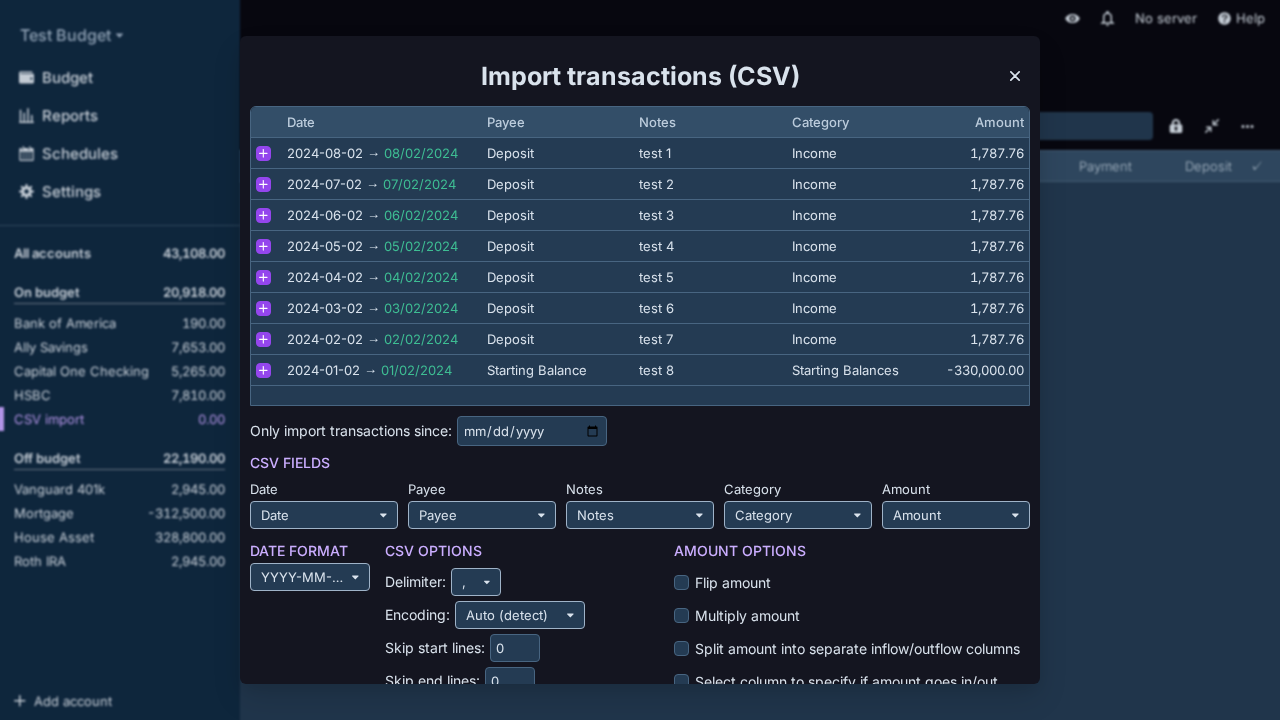 Test Budget
No server
Help
Budget
Reports
Schedules
Settings
All accounts 43,108.00
On budget 20,918.00
Bank of America 190.00
Ally Savings 7,653.00
Capital One Checking 5,265.00
HSBC 7,810.00
CSV import 0.00
Off budget 22,190.00
Vanguard 401k 2,945.00
Mortgage -312,500.00
House Asset 328,800.00
Roth IRA 2,945.00
Add account
Payment Deposit
Import transactions (CSV)
Date Payee Notes Category Amount
2024-08-02 → 08/02/2024 Deposit test 1 Income 1,787.76
2024-07-02 → 07/02/2024 Deposit test 2 Income 1,787.76
2024-06-02 → 06/02/2024 Deposit test 3 Income 1,787.76
2024-05-02 → 05/02/2024 Deposit test 4 Income 1,787.76
2024-04-02 → 04/02/2024 Deposit test 5 Income 1,787.76
2024-03-02 → 03/02/2024 Deposit test 6 Income 1,787.76
2024-02-02 → 02/02/2024 Deposit test 7 Income 1,787.76
2024-01-02 → 01/02/2024 Starting Balance test 8 Starting Balances -330,000.00
Only import transactions since: mm/dd/yyyy
CSV FIELDS
Date Payee Notes Category Amount
Date Payee Notes Category Amount
DATE FORMAT
YYYY-MM-...
CSV OPTIONS
Delimiter: ,
Encoding: Auto (detect)
Skip start lines: 0
Skip end lines: 0
AMOUNT OPTIONS
Flip amount
Multiply amount
Split amount into separate inflow/outflow columns
Select column to specify if amount goes in/out